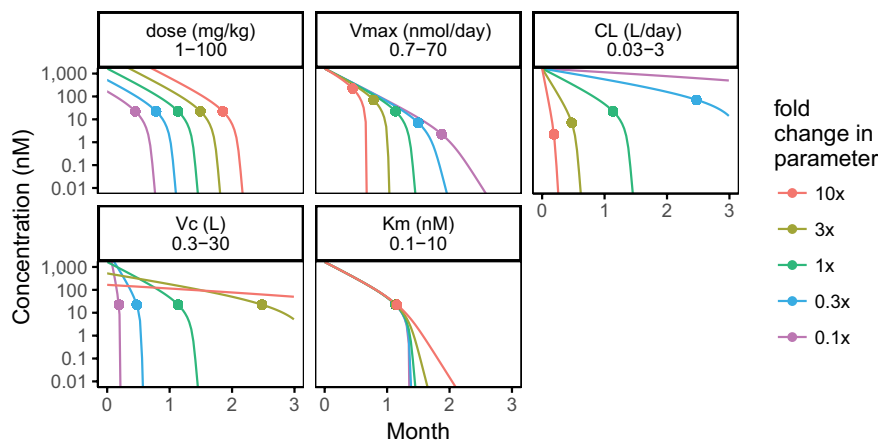 dose (mg/kg)
1−100
Vmax (nmol/day)
0.7−70
CL (L/day)
0.03−3
1,000
100
10
1
0.1
0.01
0 1 2 3
Vc (L)
0.3−30
Km (nM)
0.1−10
1,000
100
10
1
0.1
0.01
0 1 2 3
0 1 2 3
Concentration (nM)
Month
fold
change in
parameter
10x
3x
1x
0.3x
0.1x